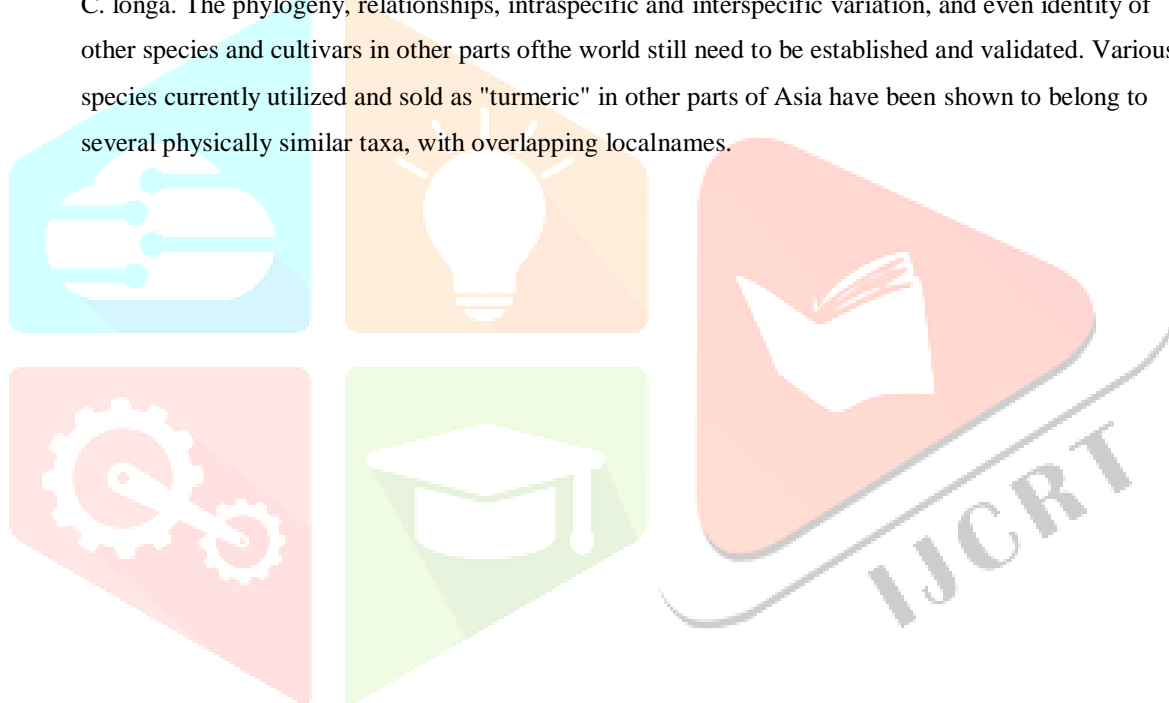 C. longa. The phylogeny, relationships, intraspecific and interspecific variation, and even identity of
other species and cultivars in other parts ofthe world still need to be established and validated. Various
species currently utilized and sold as "turmeric" in other parts of Asia have been shown to belong to
several physically similar taxa, with overlapping localnames.
IJCRT